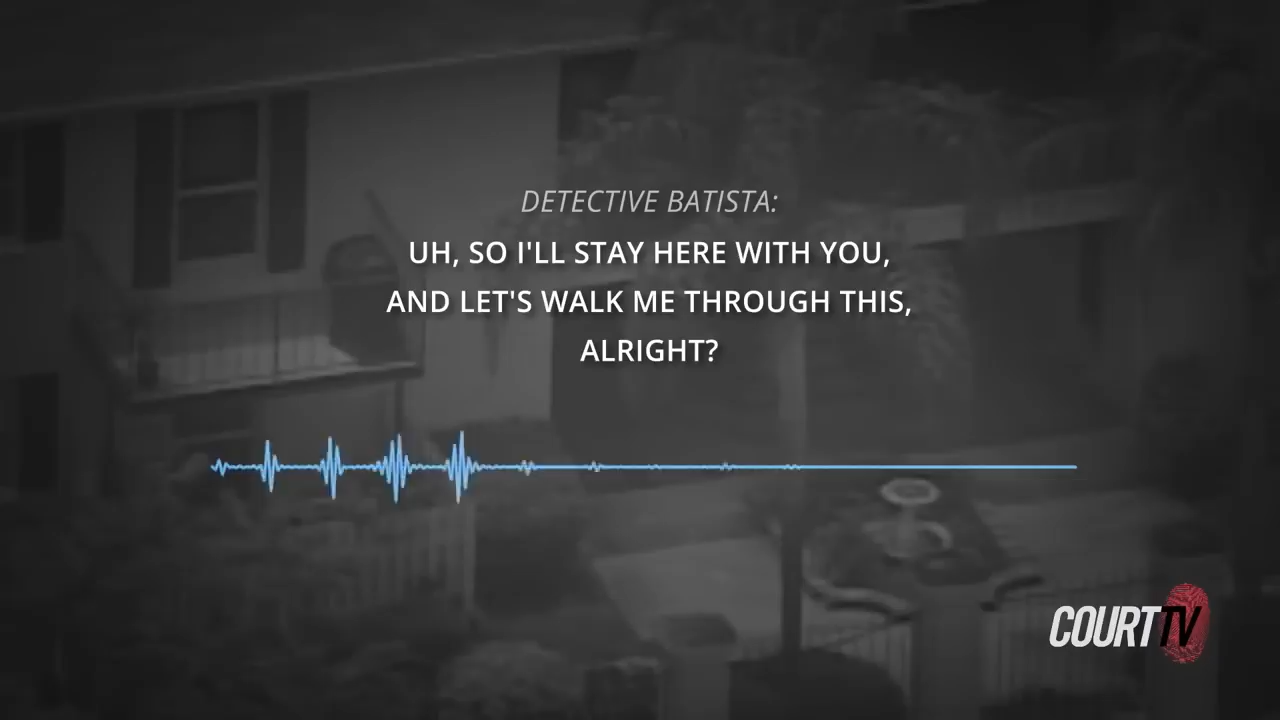 DETECTIVE BATISTA:
UH, SO I'LL STAY HERE WITH YOU,
AND LET'S WALK ME THROUGH THIS,
ALRIGHT?
COURT TV